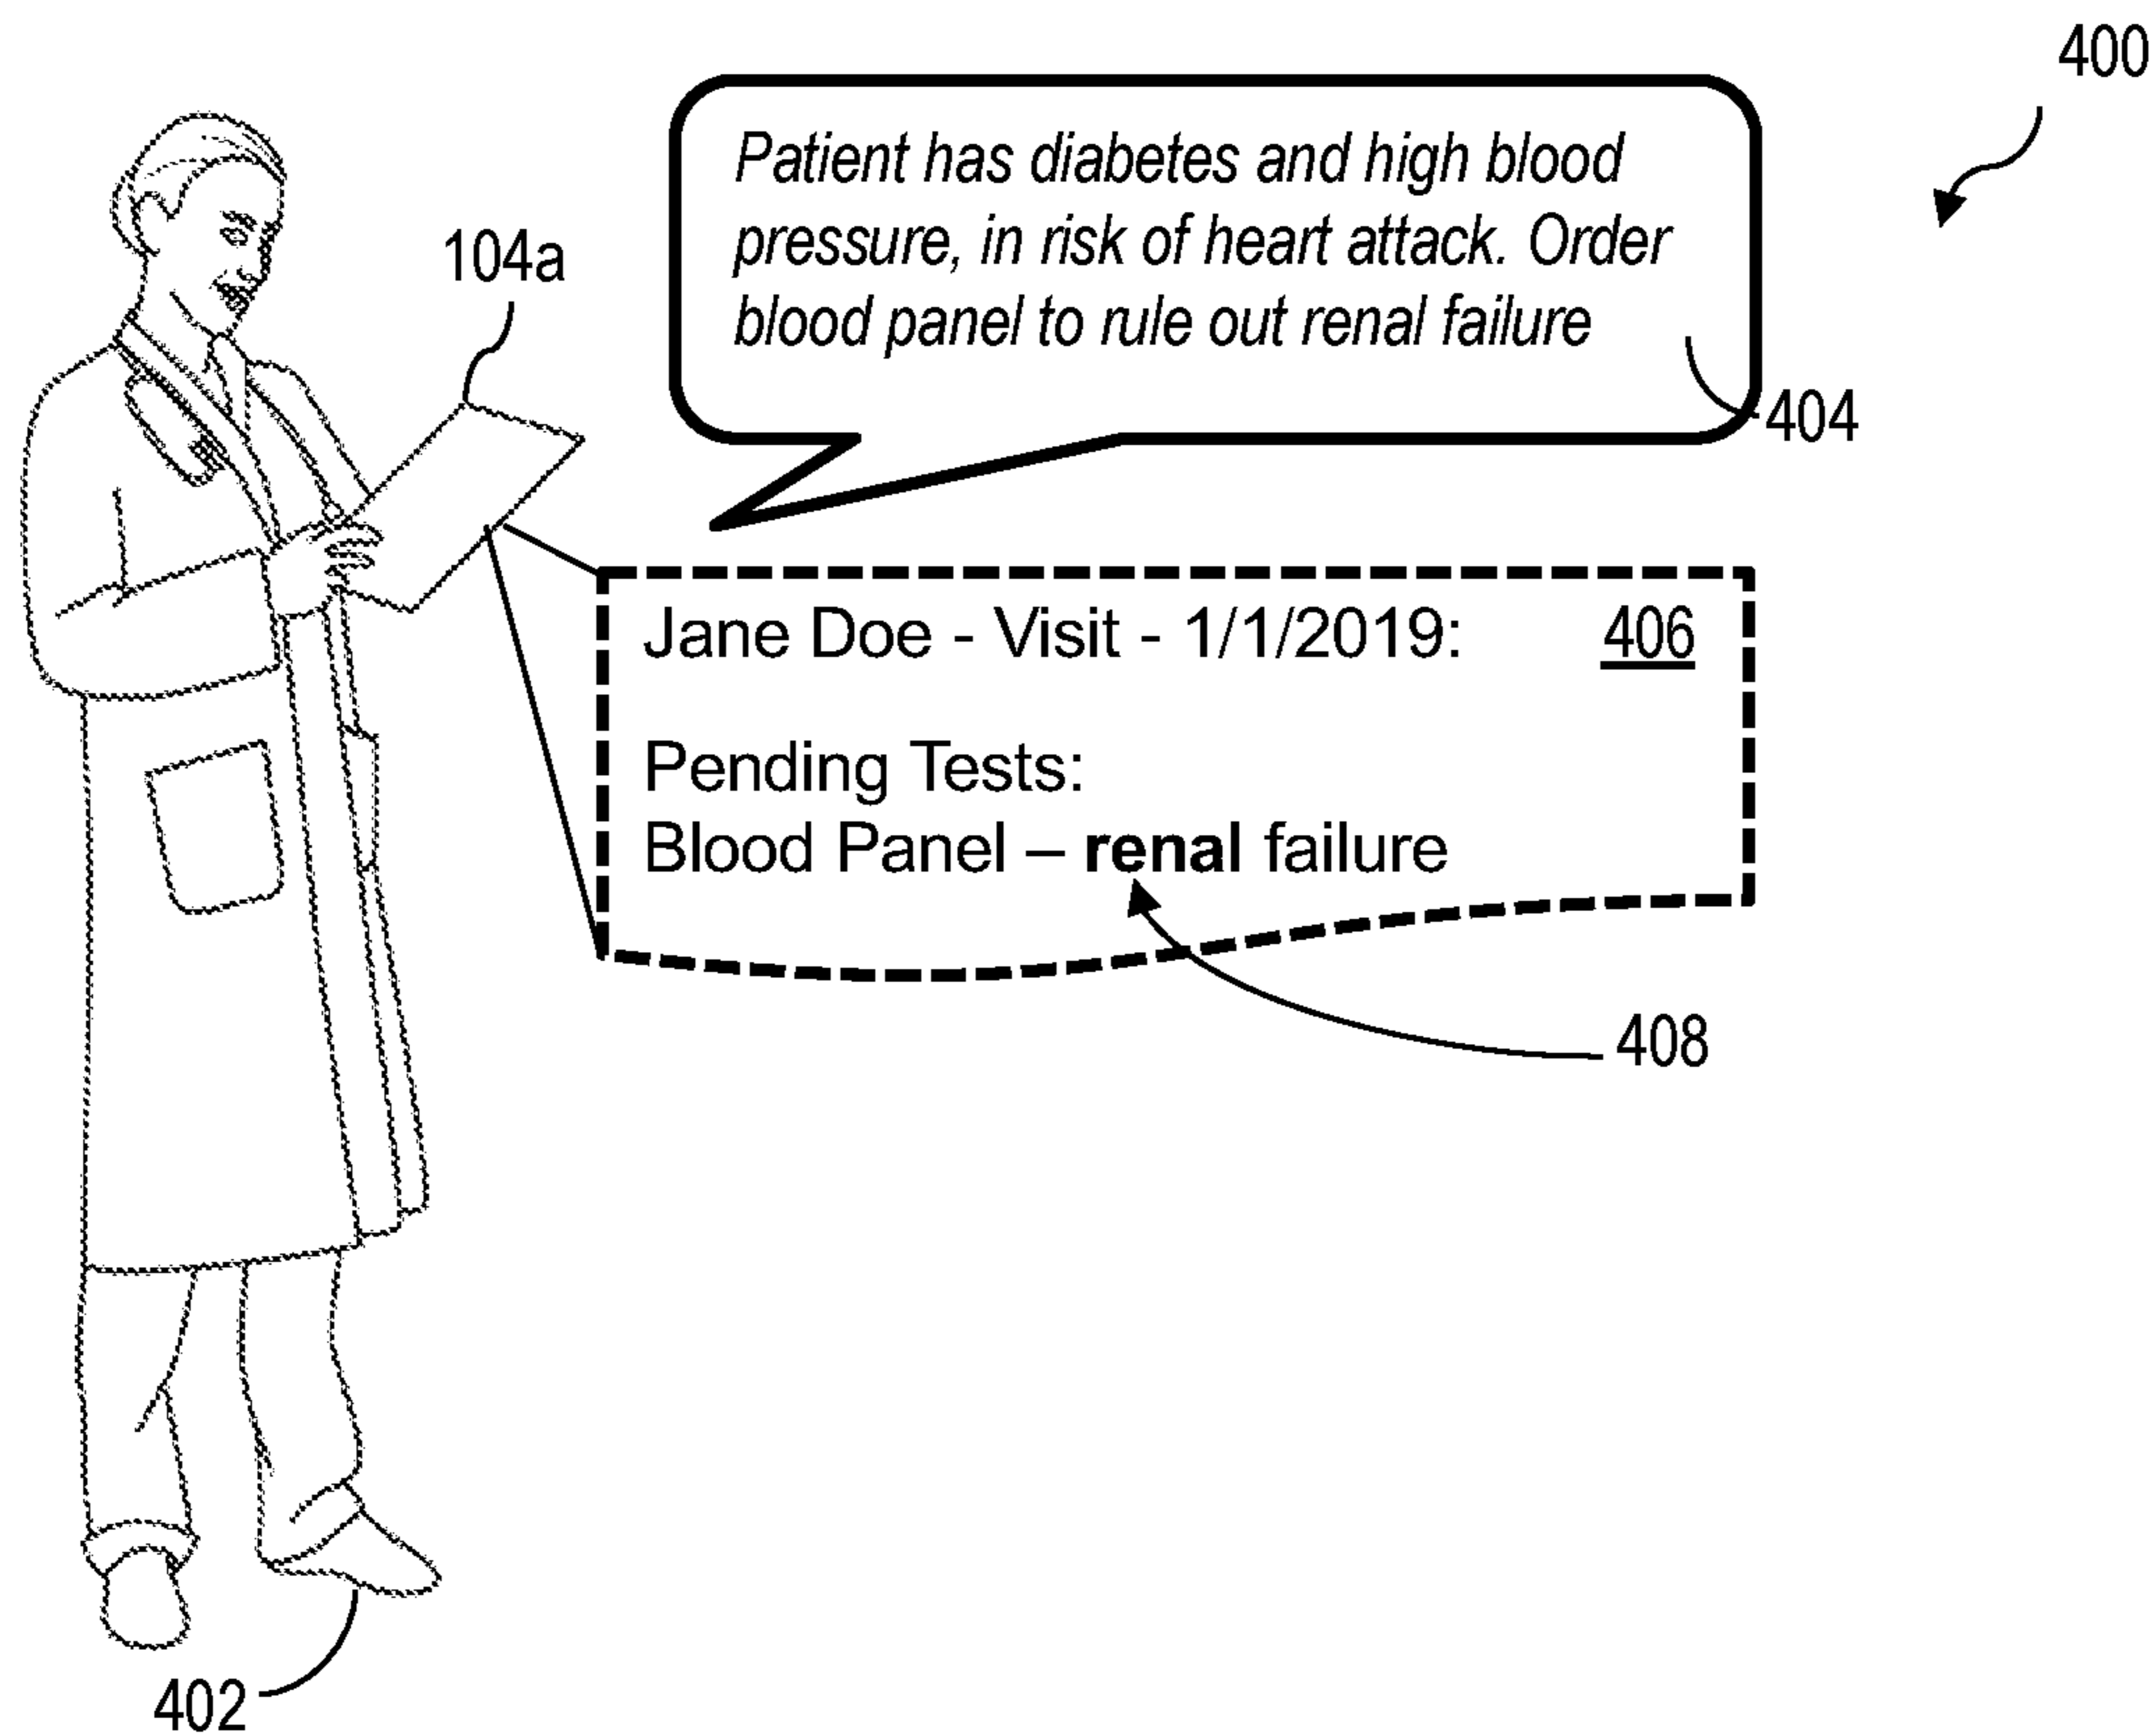 400
Patient has diabetes and high blood
pressure, in risk of heart attack. Order
blood panel to rule out renal failure
104a
404
Jane Doe - Visit - 1/1/2019: 406
Pending Tests:
Blood Panel – renal failure
408
402